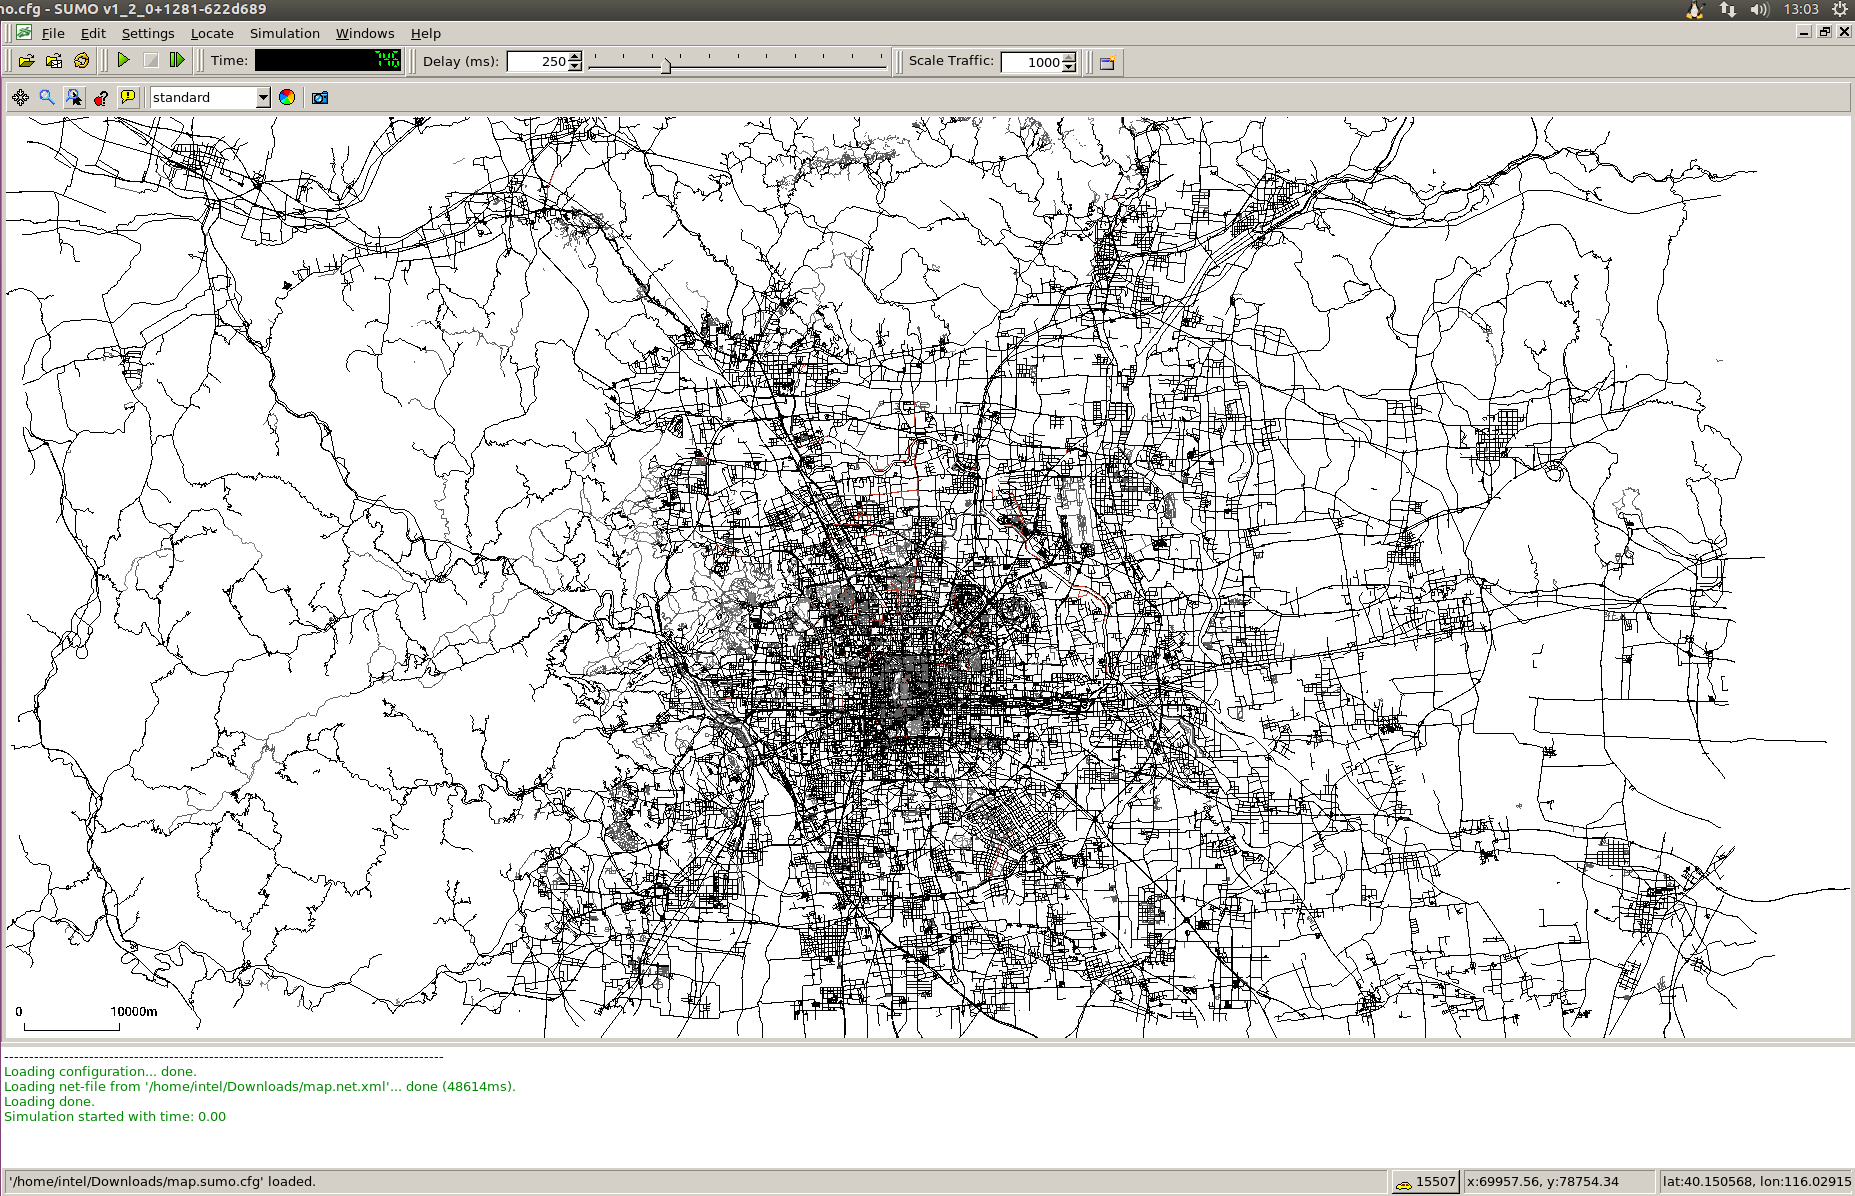 no.cfg - SUMO v1_2_0+1281-622d689
13:03
File Edit Settings Locate Simulation Windows Help
Time: Delay (ms): 250 Scale Traffic: 1000
standard
0 10000m
Loading configuration... done.
Loading net-file from '/home/intel/Downloads/map.net.xml'... done (48614ms).
Loading done.
Simulation started with time: 0.00
'/home/intel/Downloads/map.sumo.cfg' loaded.
15507
x:69957.56, y:78754.34
lat:40.150568, lon:116.02915